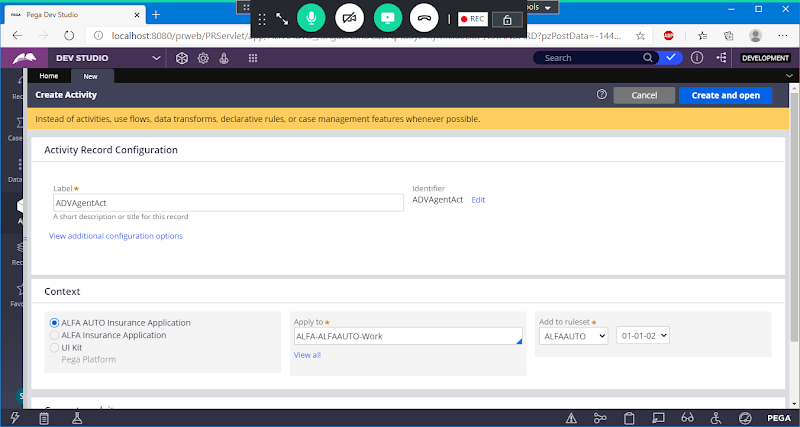 Pega Dev Studio
REC
ools
localhost:8080/prweb/PRServlet/app/
RD?pzPostData=-144...
DEV STUDIO
Search
DEVELOPMENT
Home
New
Create Activity
Cancel
Create and open
Instead of activities, use flows, data transforms, declarative rules, or case management features whenever possible.
Activity Record Configuration
Rec
Case
Data
A
Rec
Favo
Label★
Identifier
ADVAgentAct
ADVAgentAct Edit
A short description or title for this record
View additional configuration options
Context
ALFA AUTO Insurance Application
ALFA Insurance Application
UI Kit
Pega Platform
Apply to★
ALFA-ALFAAUTO-Work
View all
Add to ruleset★
ALFAAUTO
01-01-02
S
PEGA